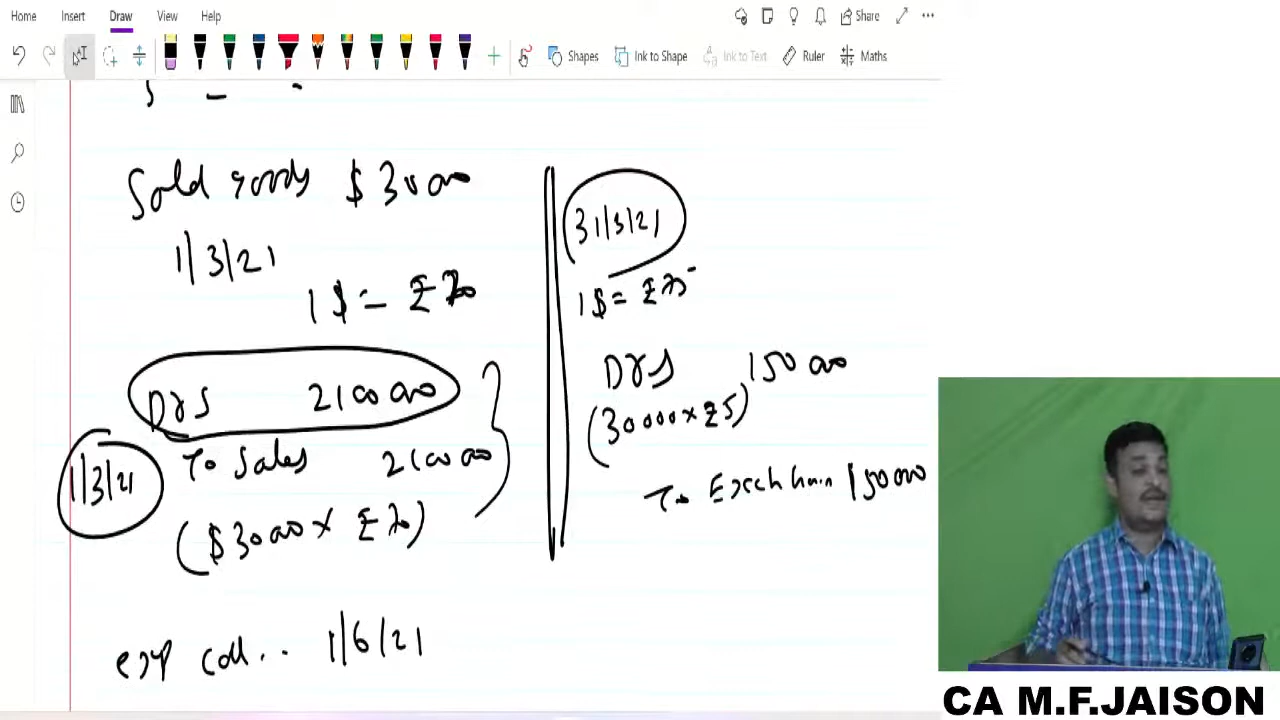 Home Insert Draw View Help Share
Shapes Ink to Shape Ink to Text Ruler Maths
Sold goods $ 30000
1/3/21
1 $ = ₹ 70
DRS 2100000
To Sales 2100000
1/3/21
($ 30000 × ₹ 70)
exp coll.. 1/6/21
31/3/21
1 $ = ₹ 75
DRS 150000
(30000 × ₹ 5)
To Exch Gain 150000
CA M.F.JAISON